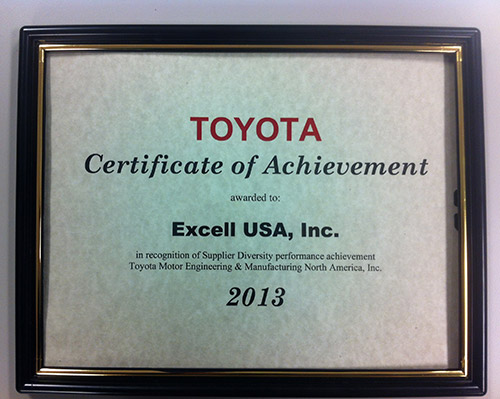 TOYOTA
Certificate of Achievement
awarded to:
Excell USA, Inc.
in recognition of Supplier Diversity performance achievement
Toyota Motor Engineering & Manufacturing North America, Inc.
2013